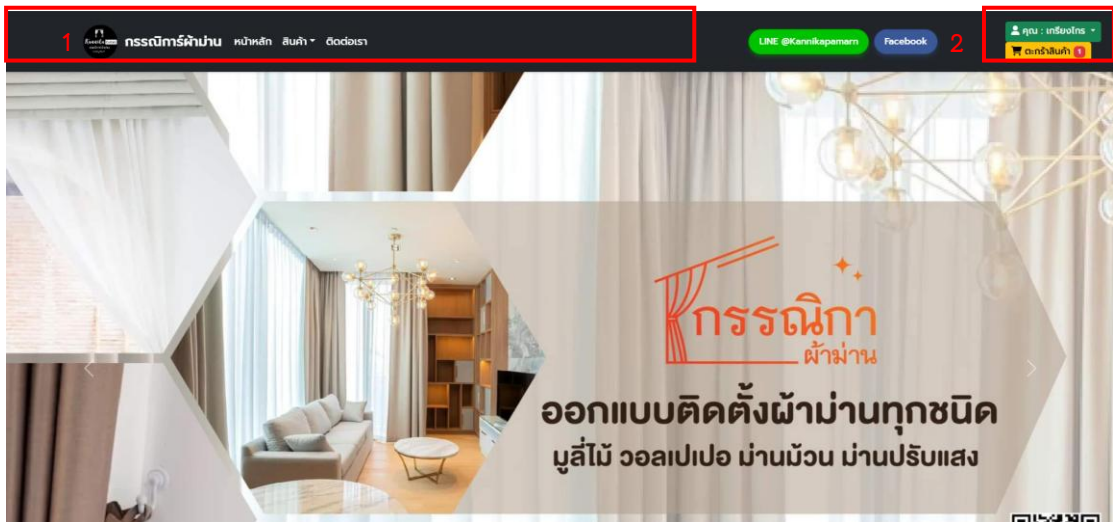 1
กรรณิการ์ผ้าม่าน หน้าหลัก สินค้า ติดต่อเรา
LINE @Kannikapamarn
Facebook
2
คุณ : เกรียงไกร
ตะกร้าสินค้า 1
กรรณิกา
ผ้าม่าน
ออกแบบติดตั้งผ้าม่านทุกชนิด
มูลี่ไม้ วอลเปเปอ ม่านม้วน ม่านปรับแสง